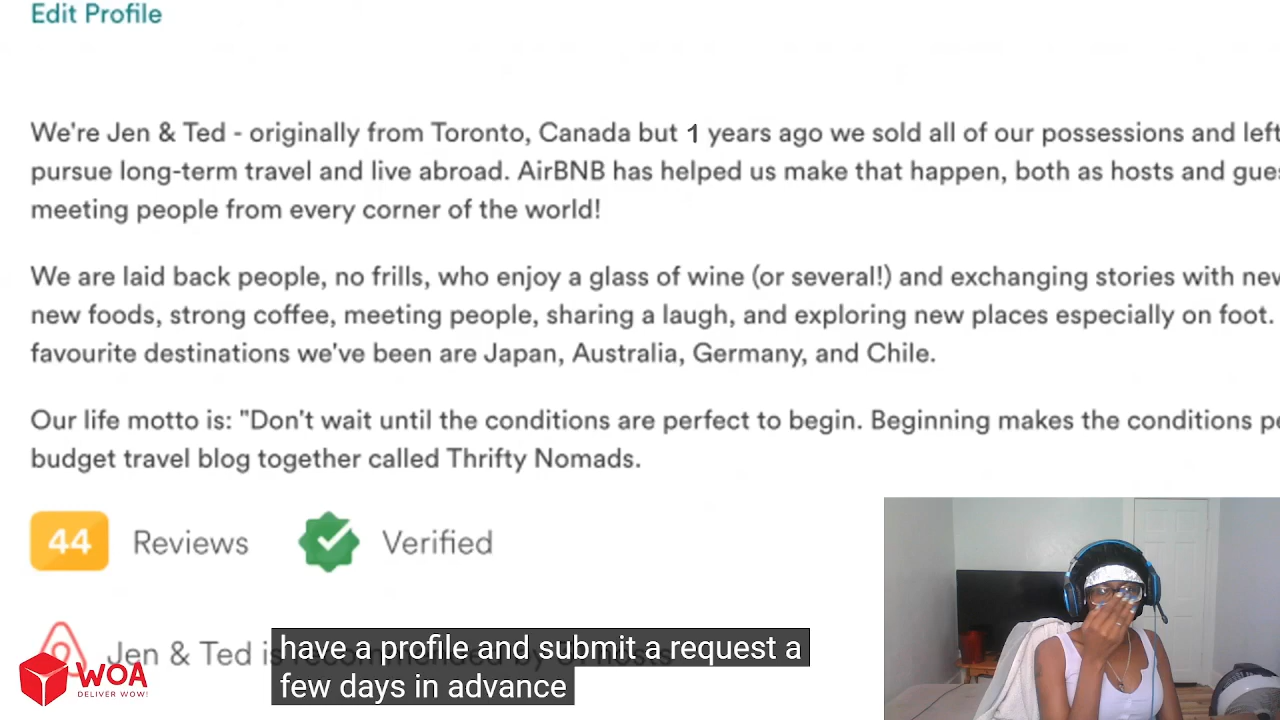 Edit Profile
We're Jen & Ted - originally from Toronto, Canada but 1 years ago we sold all of our possessions and left
pursue long-term travel and live abroad. AirBNB has helped us make that happen, both as hosts and gues
meeting people from every corner of the world!
We are laid back people, no frills, who enjoy a glass of wine (or several!) and exchanging stories with new
new foods, strong coffee, meeting people, sharing a laugh, and exploring new places especially on foot.
favourite destinations we've been are Japan, Australia, Germany, and Chile.
Our life motto is: "Don't wait until the conditions are perfect to begin. Beginning makes the conditions pe
budget travel blog together called Thrifty Nomads.
44 Reviews Verified
Jen & Ted is
have a profile and submit a request a
few days in advance
WOA
DELIVER WOW!